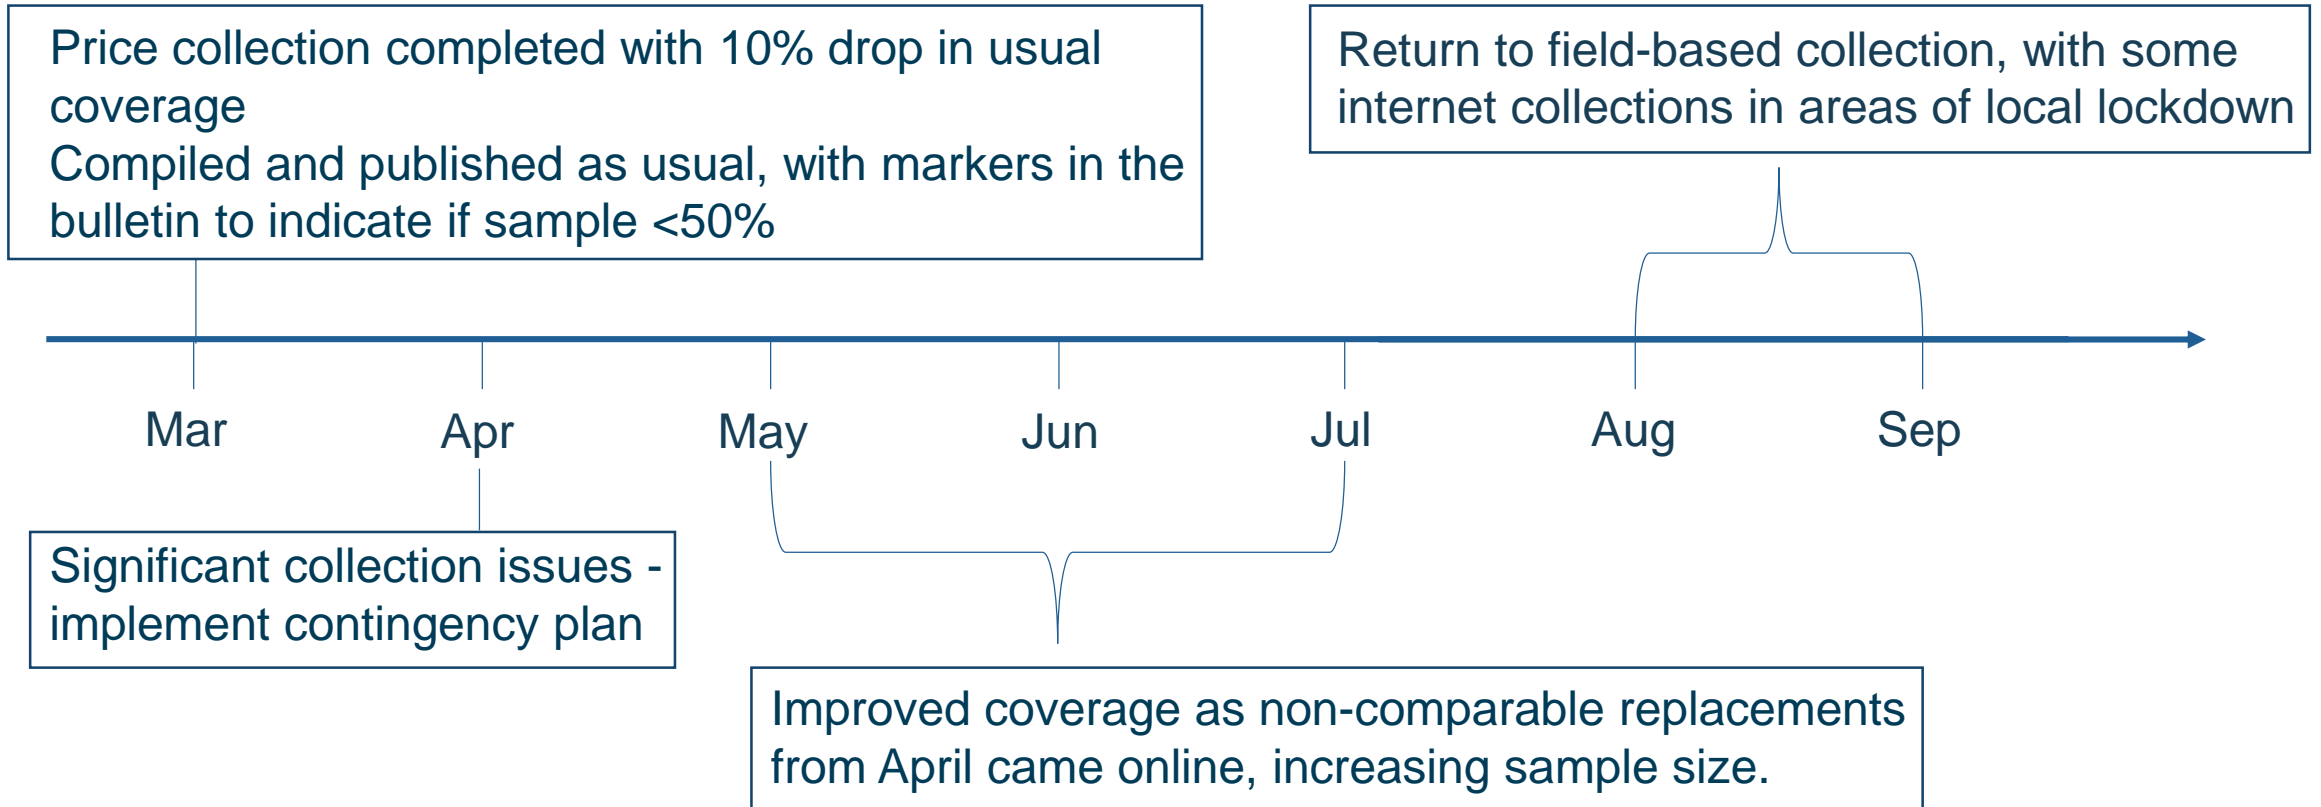 Price collection completed with 10% drop in usual
coverage
Compiled and published as usual, with markers in the
bulletin to indicate if sample <50%
Return to field-based collection, with some
internet collections in areas of local lockdown
Mar
Apr
May
Jun
Jul
Aug
Sep
Significant collection issues -
implement contingency plan
Improved coverage as non-comparable replacements
from April came online, increasing sample size.